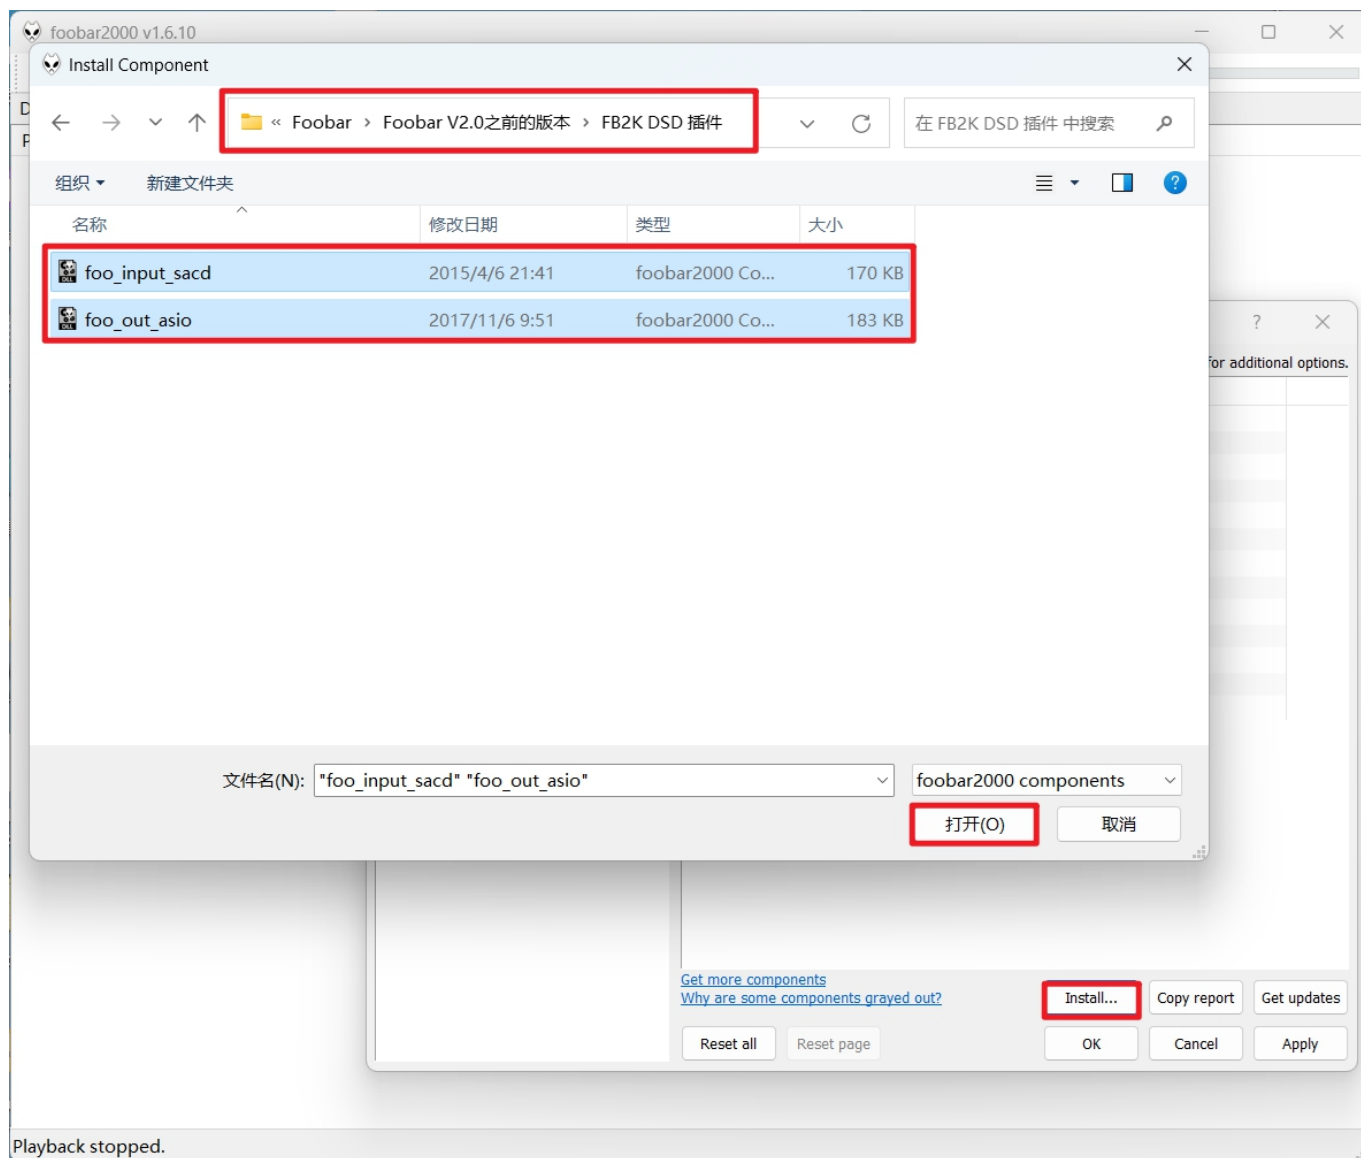 foobar2000 v1.6.10
Install Component
« Foobar › Foobar V2.0之前的版本 › FB2K DSD 插件
在 FB2K DSD 插件 中搜索
组织
新建文件夹
名称 修改日期 类型 大小
foo_input_sacd 2015/4/6 21:41 foobar2000 Co... 170 KB
foo_out_asio 2017/11/6 9:51 foobar2000 Co... 183 KB
for additional options.
文件名(N): "foo_input_sacd" "foo_out_asio"
foobar2000 components
打开(O) 取消
Get more components
Why are some components grayed out?
Install... Copy report Get updates
Reset all Reset page OK Cancel Apply
Playback stopped.